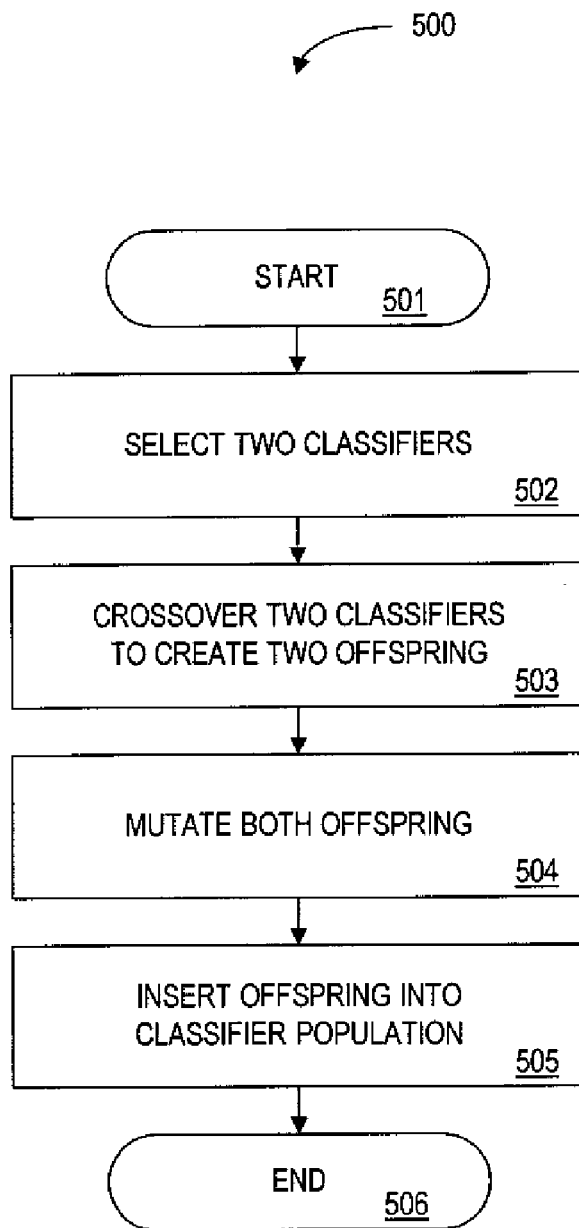 500
START
501
SELECT TWO CLASSIFIERS
502
CROSSOVER TWO CLASSIFIERS
TO CREATE TWO OFFSPRING
503
MUTATE BOTH OFFSPRING
504
INSERT OFFSPRING INTO
CLASSIFIER POPULATION
505
END
506